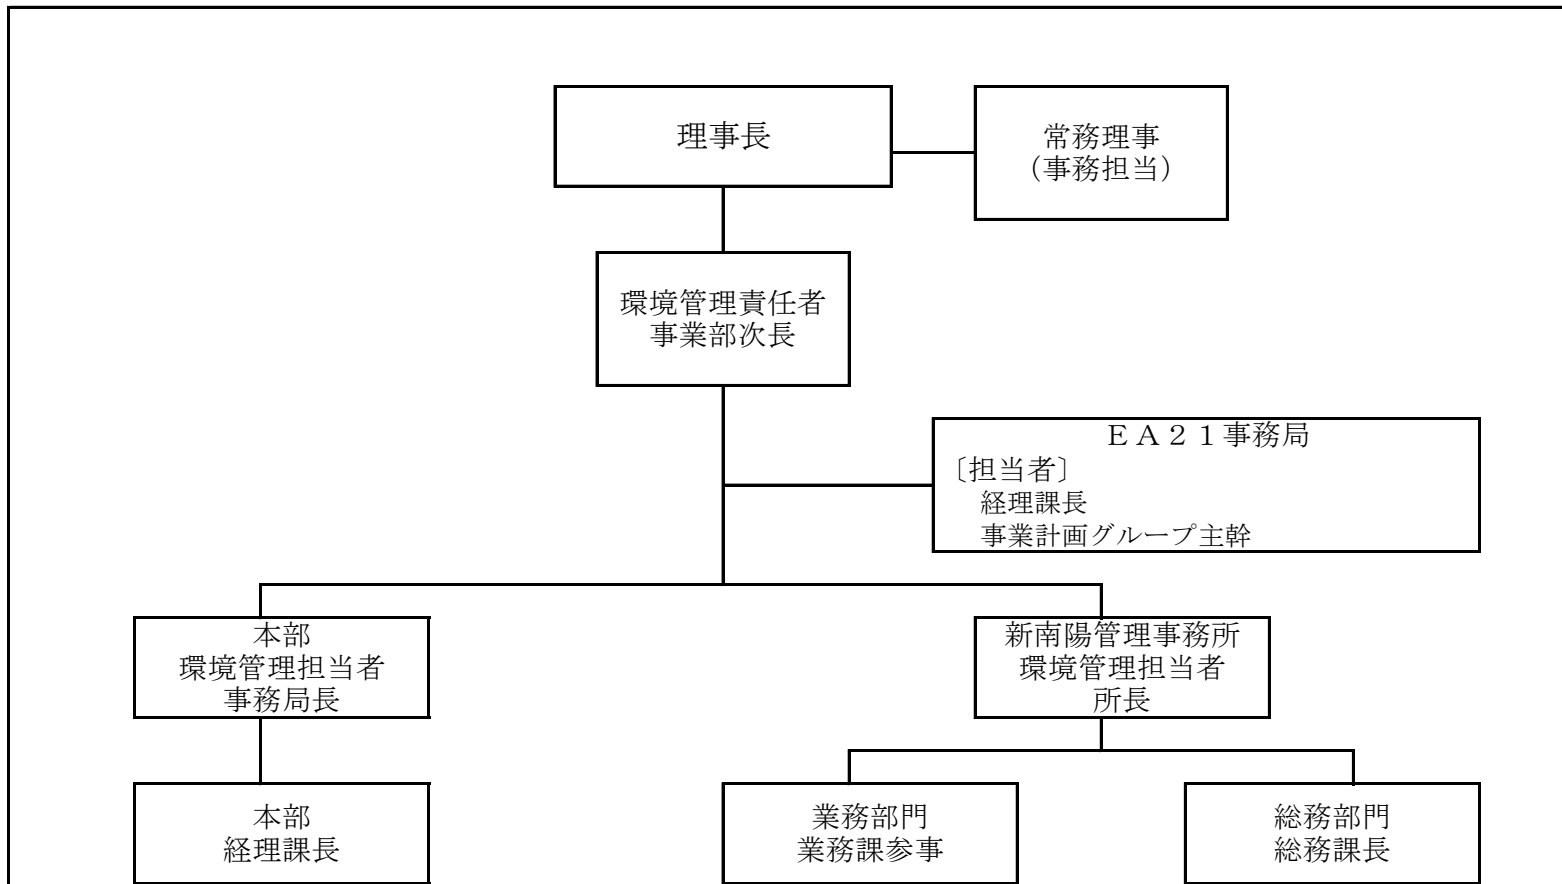 理事長
常務理事
(事務担当)
環境管理責任者
事業部次長
ＥＡ２１事務局
〔担当者〕
経理課長
事業計画グループ主幹
本部
環境管理担当者
事務局長
新南陽管理事務所
環境管理担当者
所長
本部
経理課長
業務部門
業務課参事
総務部門
総務課長